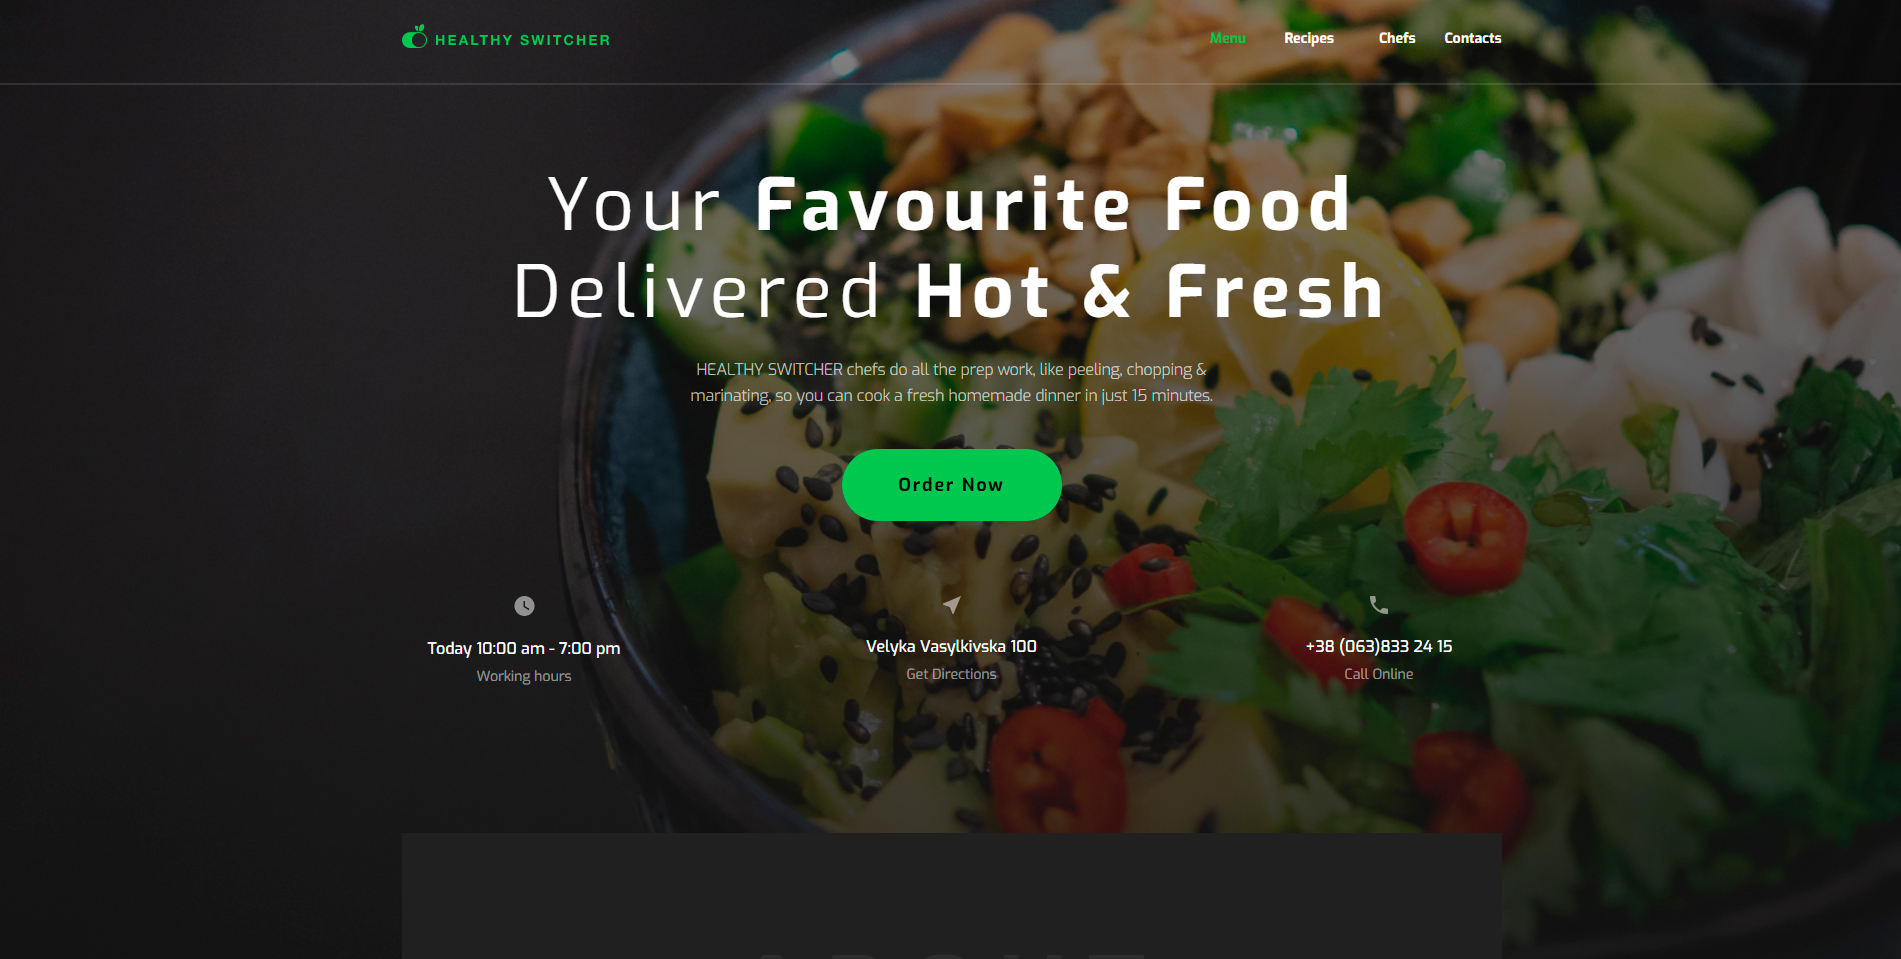 HEALTHY SWITCHER
Menu Recipes Chefs Contacts
Your Favourite Food
Delivered Hot & Fresh
HEALTHY SWITCHER chefs do all the prep work, like peeling, chopping &
marinating, so you can cook a fresh homemade dinner in just 15 minutes.
Order Now
Today 10:00 am - 7:00 pm
Working hours
Velyka Vasylkivska 100
Get Directions
+38 (063)833 24 15
Call Online